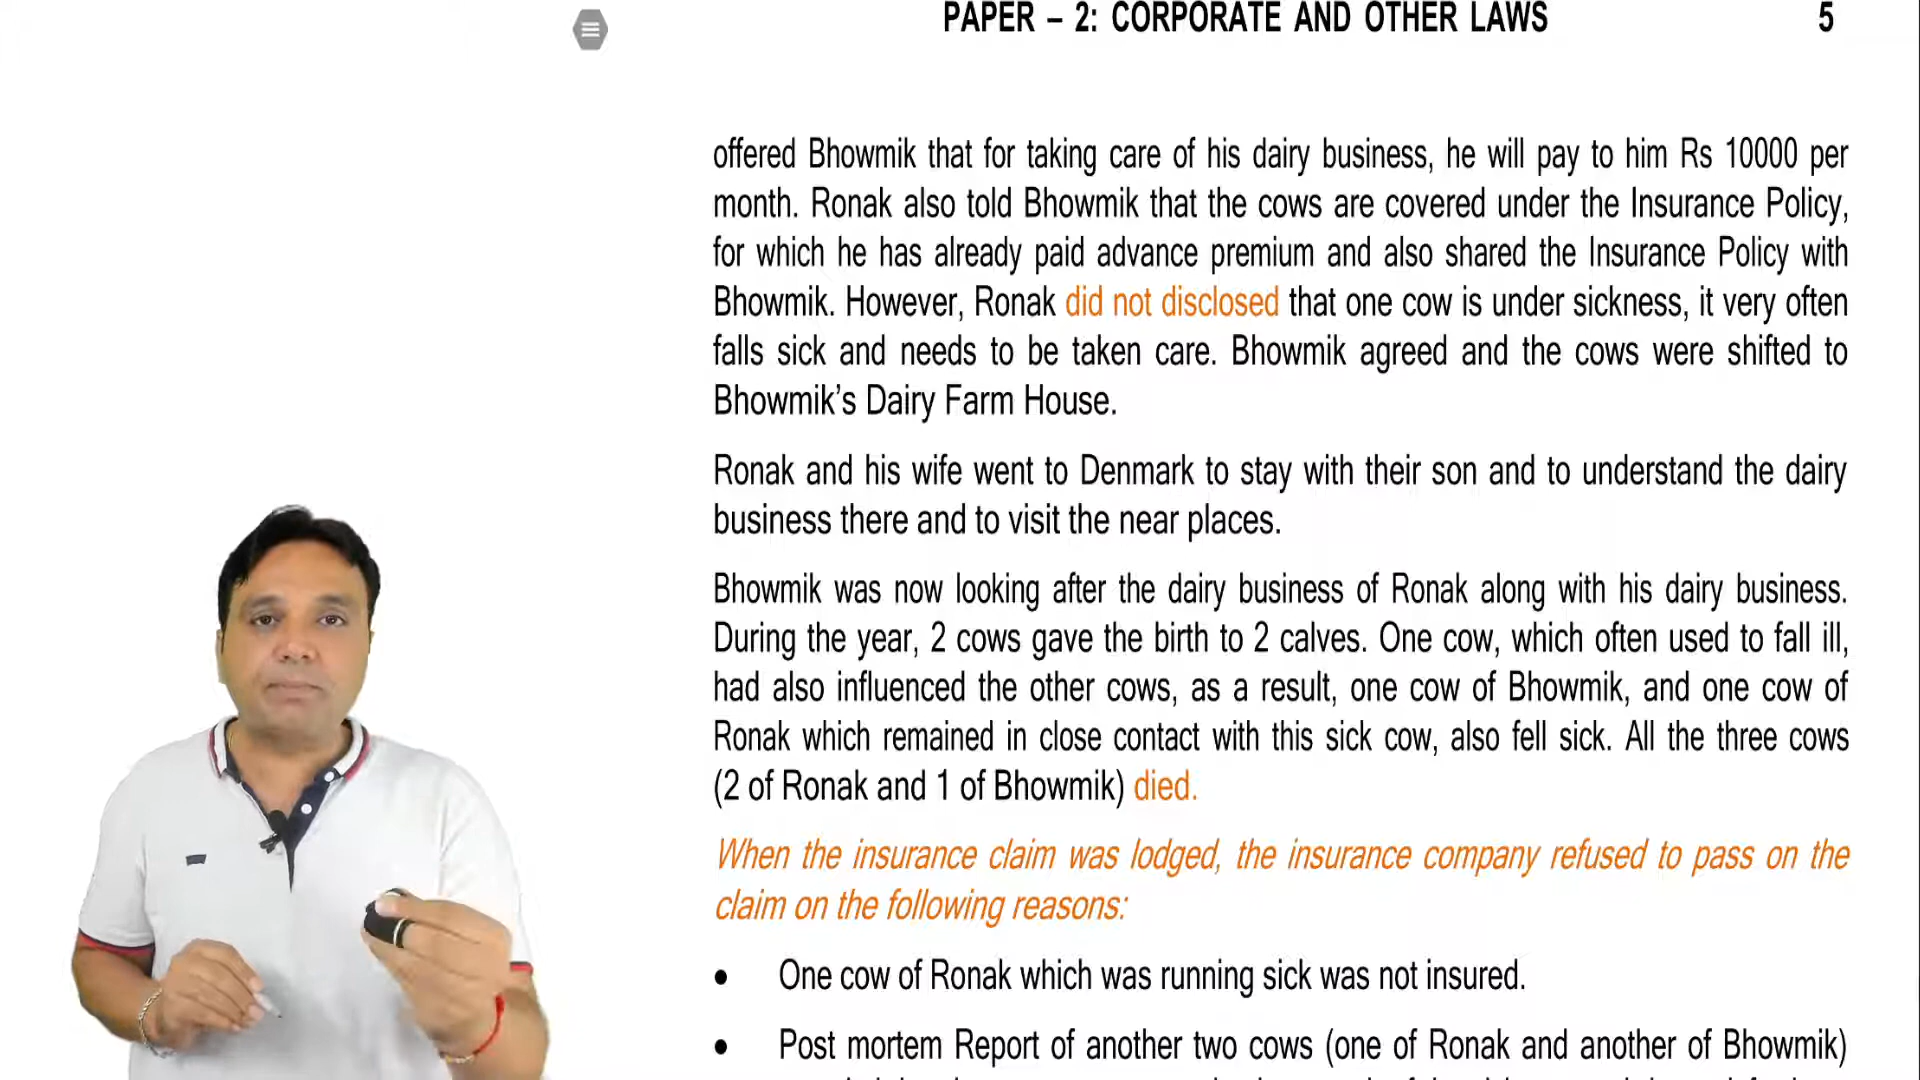 PAPER – 2: CORPORATE AND OTHER LAWS 5
offered Bhowmik that for taking care of his dairy business, he will pay to him Rs 10000 per
month. Ronak also told Bhowmik that the cows are covered under the Insurance Policy,
for which he has already paid advance premium and also shared the Insurance Policy with
Bhowmik. However, Ronak did not disclosed that one cow is under sickness, it very often
falls sick and needs to be taken care. Bhowmik agreed and the cows were shifted to
Bhowmik’s Dairy Farm House.
Ronak and his wife went to Denmark to stay with their son and to understand the dairy
business there and to visit the near places.
Bhowmik was now looking after the dairy business of Ronak along with his dairy business.
During the year, 2 cows gave the birth to 2 calves. One cow, which often used to fall ill,
had also influenced the other cows, as a result, one cow of Bhowmik, and one cow of
Ronak which remained in close contact with this sick cow, also fell sick. All the three cows
(2 of Ronak and 1 of Bhowmik) died.
When the insurance claim was lodged, the insurance company refused to pass on the
claim on the following reasons:
• One cow of Ronak which was running sick was not insured.
• Post mortem Report of another two cows (one of Ronak and another of Bhowmik)